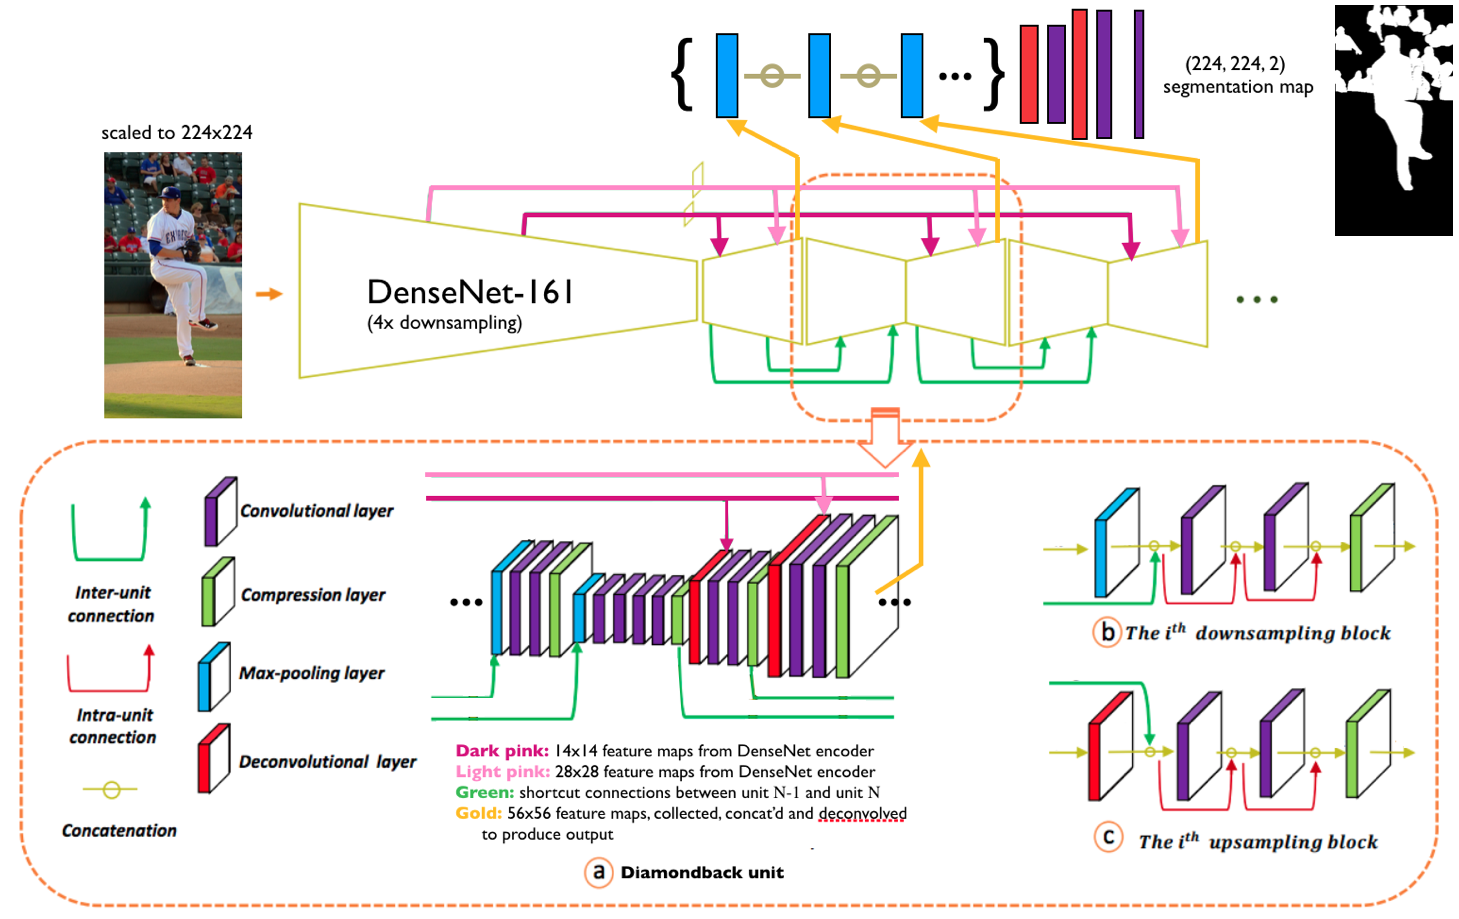 (224, 224, 2)
segmentation map
scaled to 224x224
DenseNet-161
(4x downsampling)
Inter-unit
connection
Intra-unit
connection
Concatenation
Convolutional layer
Compression layer
Max-pooling layer
Deconvolutional layer
Dark pink: 14x14 feature maps from DenseNet encoder
Light pink: 28x28 feature maps from DenseNet encoder
Green: shortcut connections between unit N-1 and unit N
Gold: 56x56 feature maps, collected, concat'd and deconvolved
to produce output
a Diamondback unit
b The i^th downsampling block
c The i^th upsampling block